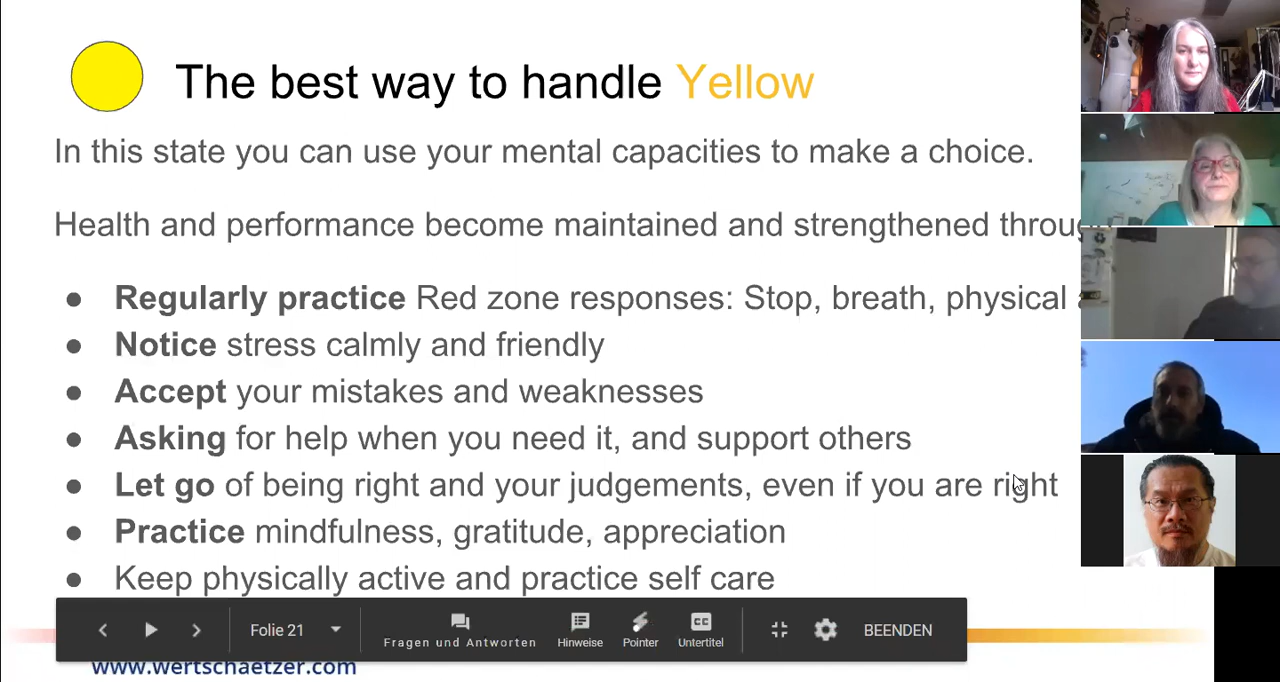 The best way to handle Yellow
In this state you can use your mental capacities to make a choice.
Health and performance become maintained and strengthened
● Regularly practice Red zone responses: Stop, breath, physical
● Notice stress calmly and friendly
● Accept your mistakes and weaknesses
● Asking for help when you need it, and support others
● Let go of being right and your judgements, even if you are right
● Practice mindfulness, gratitude, appreciation
● Keep physically active and practice self care
Folie 21
Fragen und Antworten
Hinweise
Pointer
CC
Untertitel
BEENDEN
www.wertschaetzer.com